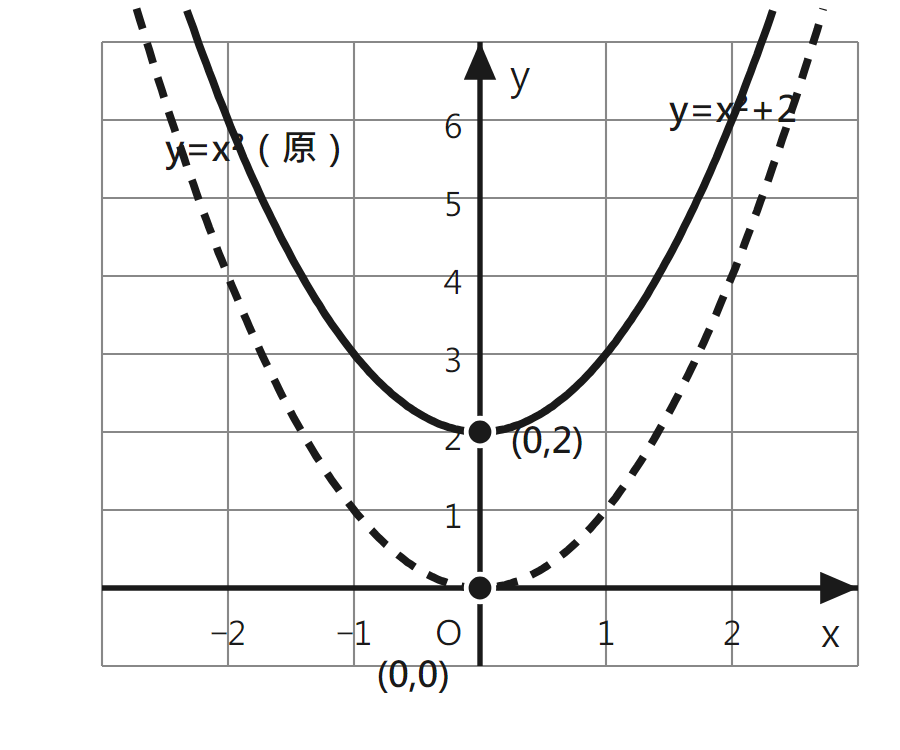 y
y=x²+2
6
y=x²（原）
5
4
3
2
(0,2)
1
−2 −1 O 1 2 x
(0,0)